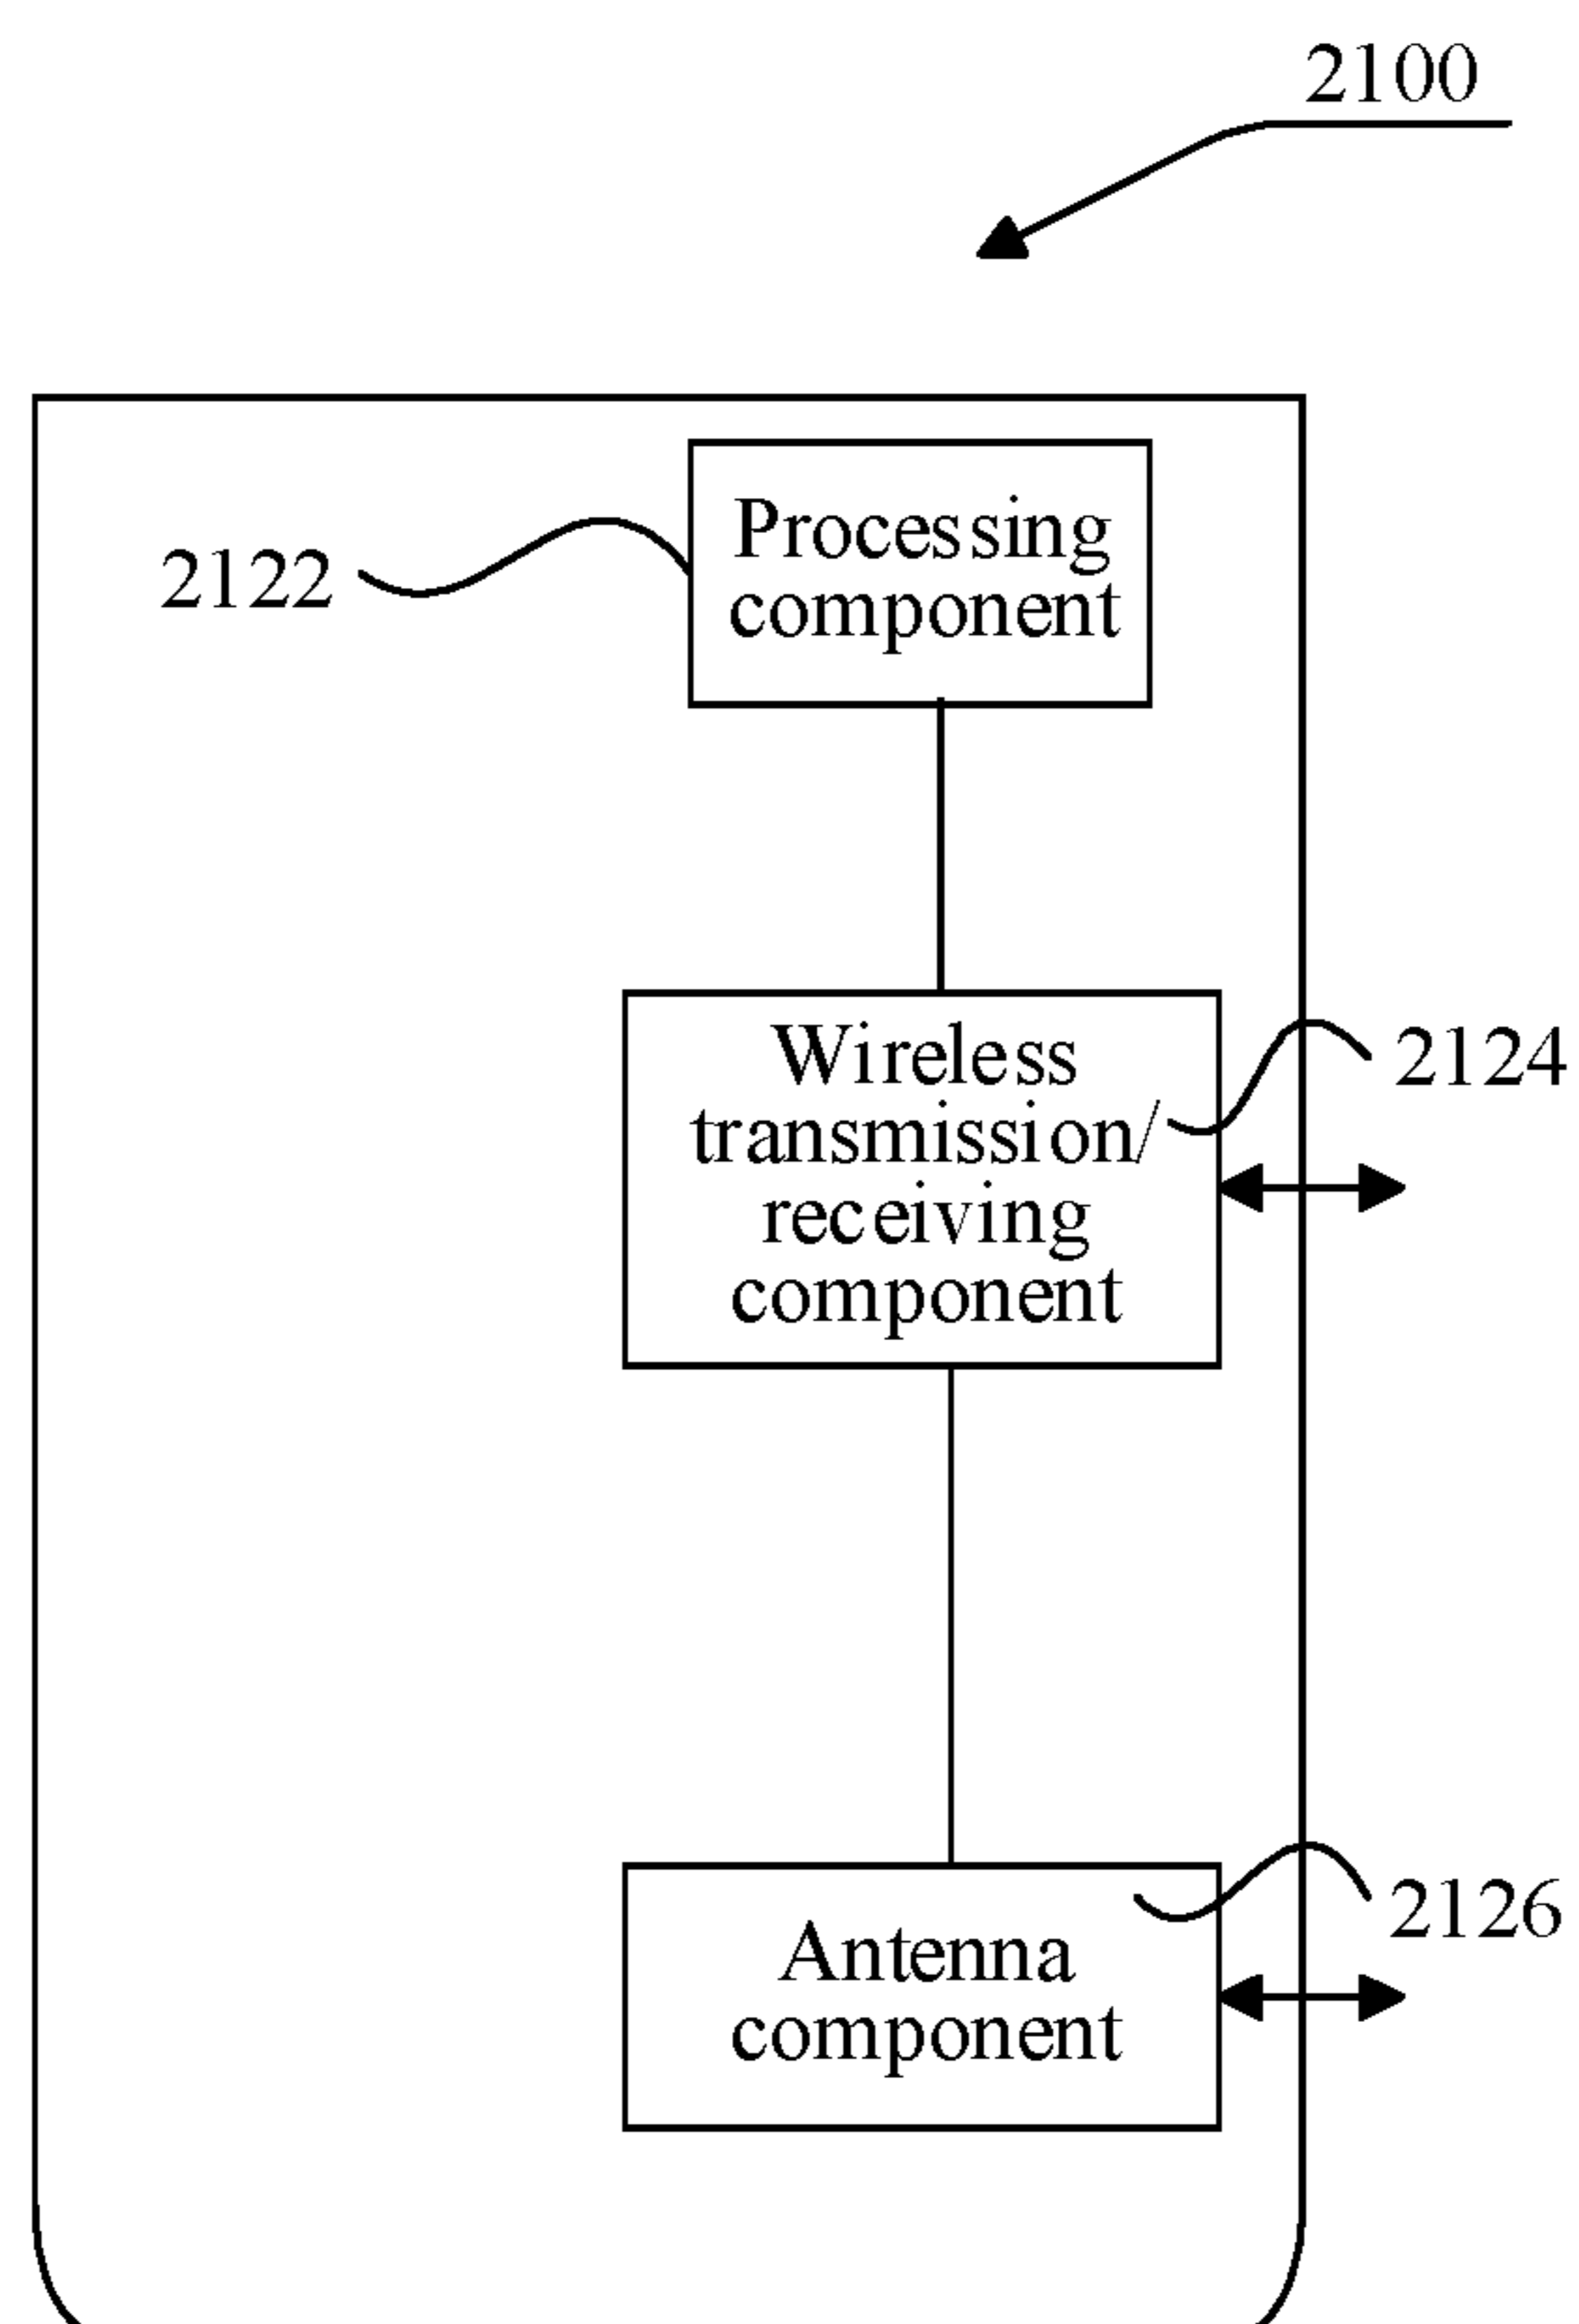 2100
Processing
component
2122
Wireless
transmission/
receiving
component
2124
Antenna
component
2126